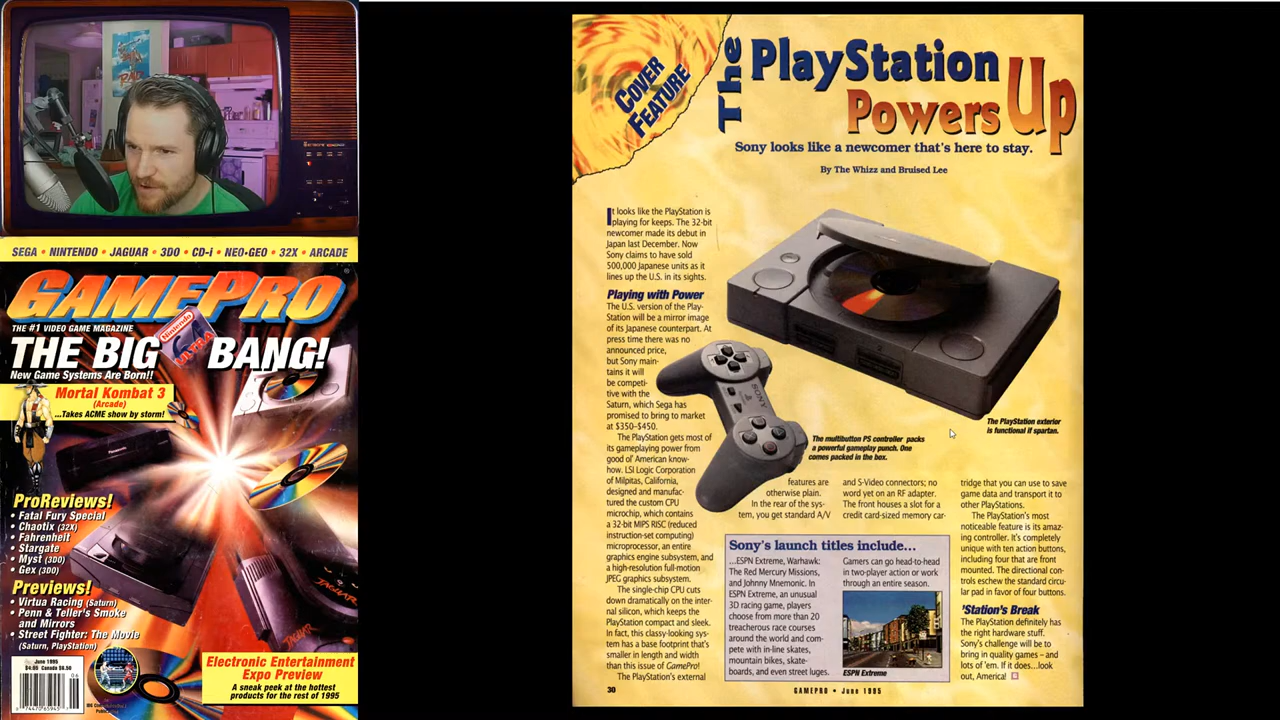 SEGA • NINTENDO • JAGUAR • 3DO • CD-i • NEO•GEO • 32X • ARCADE
GAMEPRO
THE #1 VIDEO GAME MAGAZINE
Nintendo
THE BIG BANG!
New Game Systems Are Born!!
Mortal Kombat 3
(Arcade)
...Takes ACME show by storm!
ProReviews!
• Fatal Fury Special
• Chaotix (32X)
• Fahrenheit
• Stargate
• Myst (3DO)
• Gex (3DO)
Previews!
• Virtua Racing (Saturn)
• Penn & Teller's Smoke
and Mirrors
• Street Fighter: The Movie
(Saturn, PlayStation)
JAGUAR
JAGUAR
June 1995
$4.95 Canada $6.50
Electronic Entertainment
Expo Preview
A sneak peek at the hottest
products for the rest of 1995
COVER
FEATURE
The PlayStation
Powers Up
Sony looks like a newcomer that's here to stay.
By The Whizz and Bruised Lee
It looks like the PlayStation is
playing for keeps. The 32-bit
newcomer made its debut in
Japan last December. Now
Sony claims to have sold
500,000 Japanese units as it
lines up the U.S. in its sights.
Playing with Power
The U.S. version of the Play-
Station will be a mirror image
of its Japanese counterpart. At
press time there was no
announced price,
but Sony main-
tains it will
be competi-
tive with the
Saturn, which Sega has
promised to bring to market
at $350-$450.
The PlayStation gets most of
its gameplaying power from
good ol' American know-
how. LSI Logic Corporation
of Milpitas, California,
designed and manufac-
tured the custom CPU
microchip, which contains
a 32-bit MIPS RISC (reduced
instruction-set computing)
microprocessor, an entire
graphics engine subsystem, and
a high-resolution full-motion
JPEG graphics subsystem.
The single-chip CPU cuts
down dramatically on the inter-
nal silicon, which keeps the
PlayStation compact and sleek.
In fact, this classy-looking sys-
tem has a base footprint that's
smaller in length and width
than this issue of GamePro!
The PlayStation's external
SONY
The multibutton PS controller packs
a powerful gameplay punch. One
comes packed in the box.
The PlayStation exterior
is functional if spartan.
features are
otherwise plain.
In the rear of the sys-
tem, you get standard A/V
and S-Video connectors; no
word yet on an RF adapter.
The front houses a slot for a
credit card-sized memory car-
tridge that you can use to save
game data and transport it to
other PlayStations.
The PlayStation's most
noticeable feature is its amaz-
ing controller. It's completely
unique with ten action buttons,
including four that are front
mounted. The directional con-
trols eschew the standard circu-
lar pad in favor of four buttons.
'Station's Break
The PlayStation definitely has
the right hardware stuff.
Sony's challenge will be to
bring in quality games – and
lots of 'em. If it does...look
out, America!
Sony's launch titles include...
...ESPN Extreme, Warhawk:
The Red Mercury Missions,
and Johnny Mnemonic. In
ESPN Extreme, an unusual
3D racing game, players
choose from more than 20
treacherous race courses
around the world and com-
pete with in-line skates,
mountain bikes, skate-
boards, and even street luges.
Gamers can go head-to-head
in two-player action or work
through an entire season.
ESPN Extreme
30
GAMEPRO • June 1995